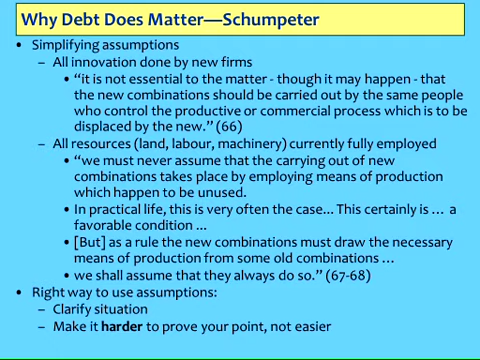 Why Debt Does Matter—Schumpeter
• Simplifying assumptions
– All innovation done by new firms
• “it is not essential to the matter - though it may happen - that
the new combinations should be carried out by the same people
who control the productive or commercial process which is to be
displaced by the new.” (66)
– All resources (land, labour, machinery) currently fully employed
• “we must never assume that the carrying out of new
combinations takes place by employing means of production
which happen to be unused.
• In practical life, this is very often the case... This certainly is … a
favorable condition ...
• [But] as a rule the new combinations must draw the necessary
means of production from some old combinations …
• we shall assume that they always do so.” (67-68)
• Right way to use assumptions:
– Clarify situation
– Make it harder to prove your point, not easier